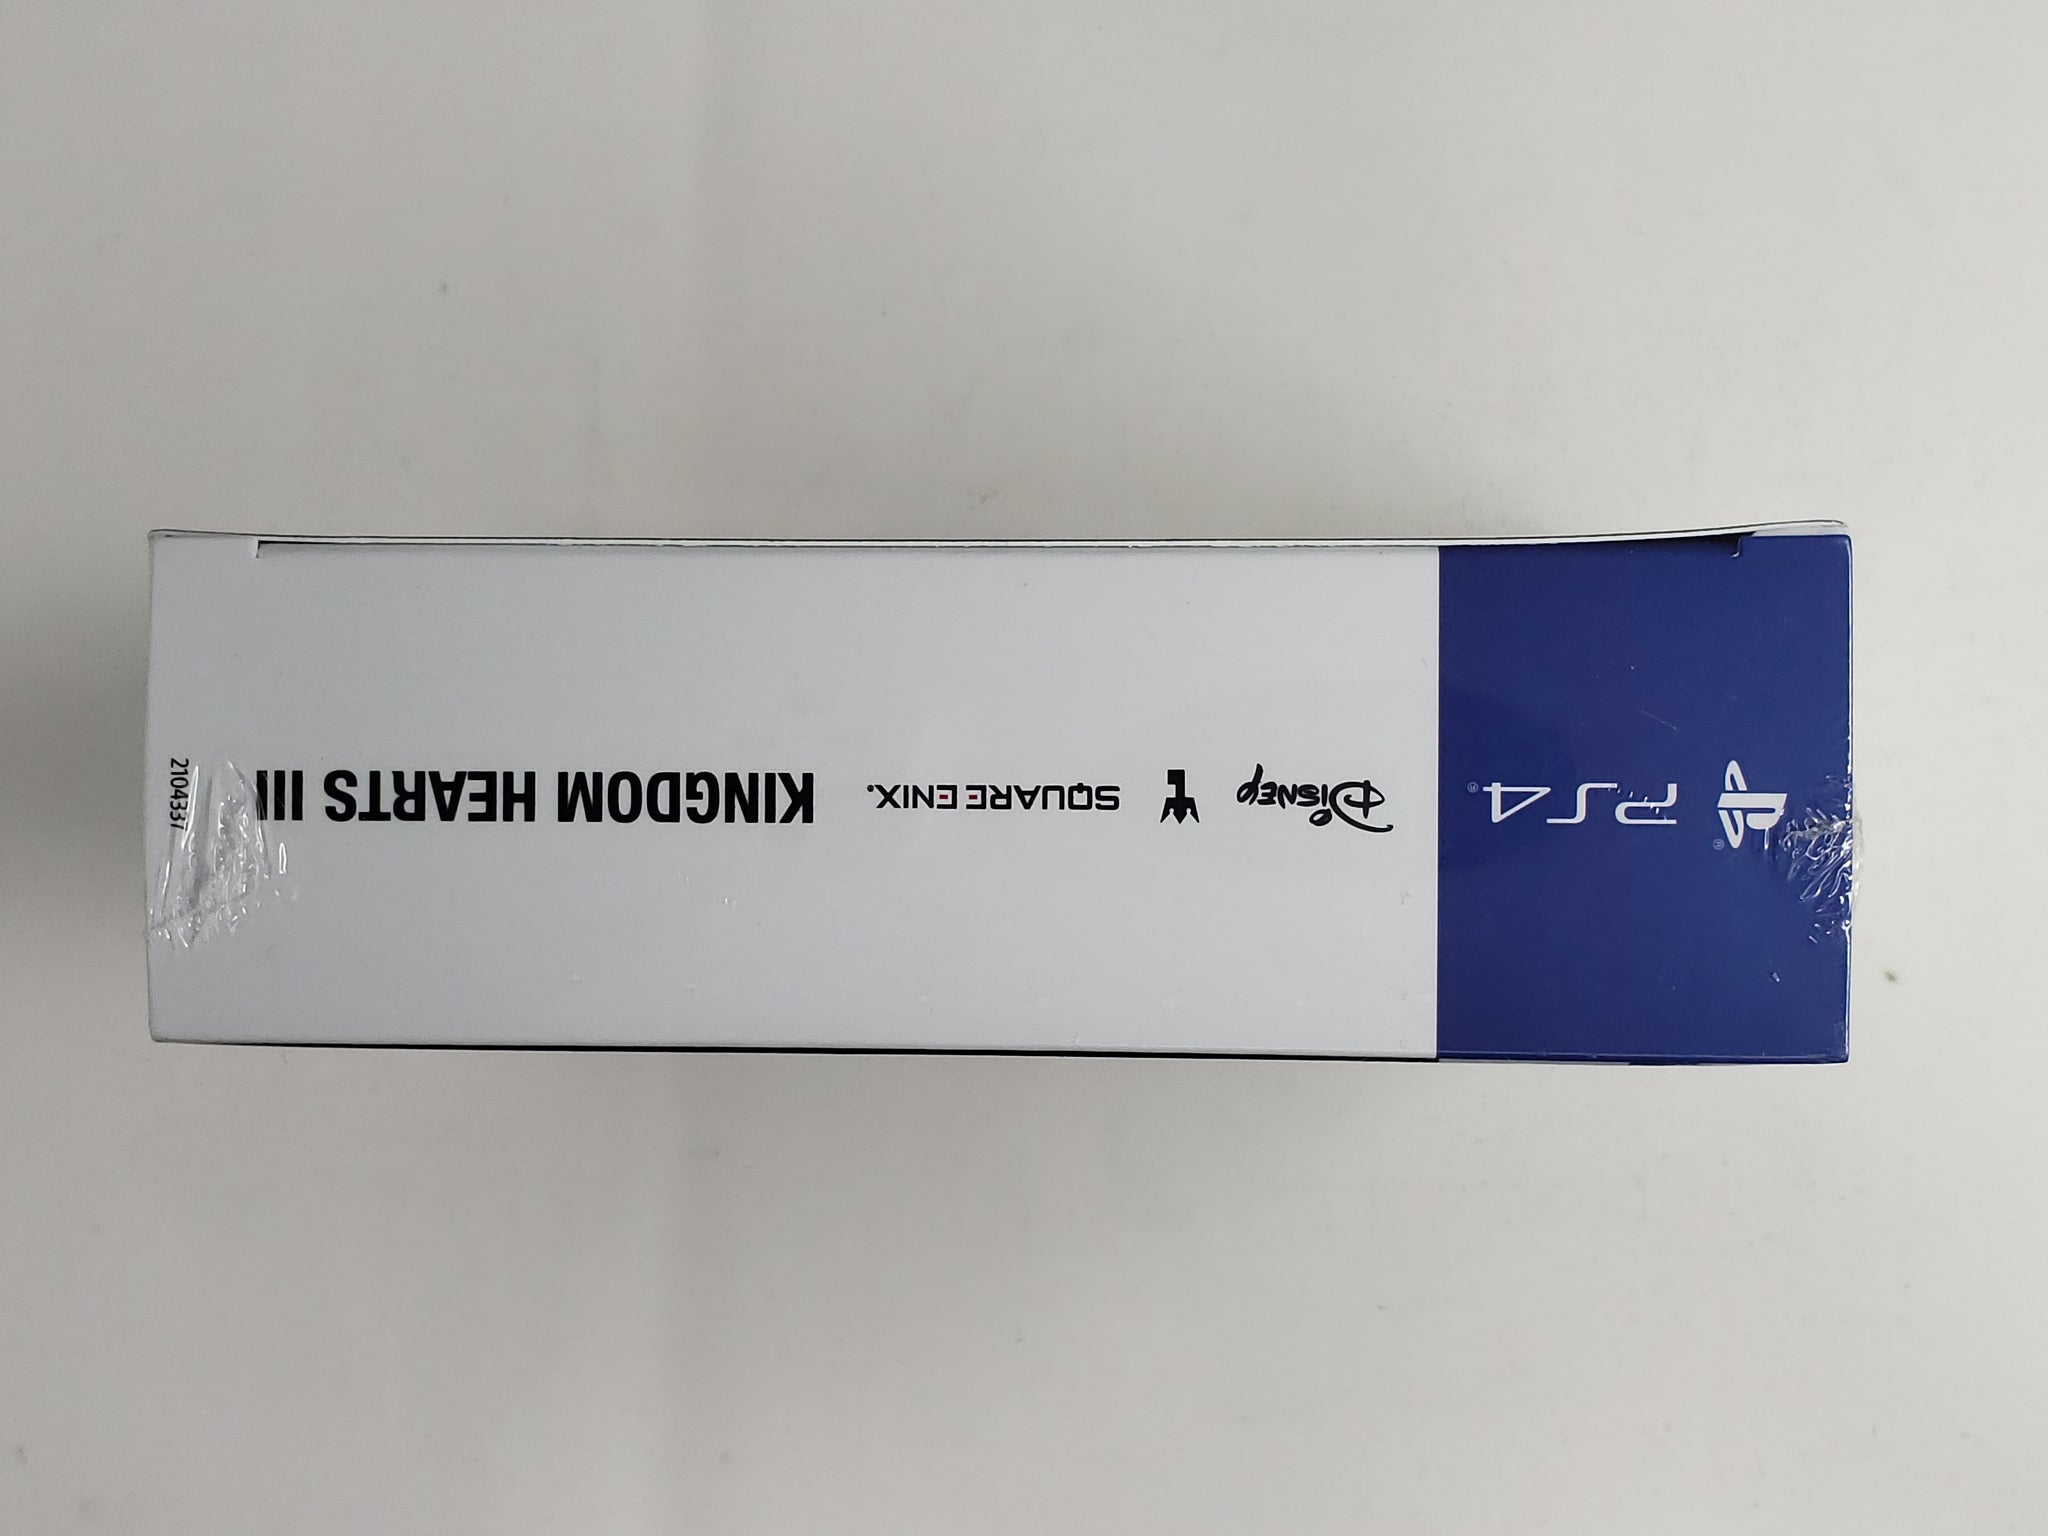 PS4
Disney
SQUARE ENIX.
KINGDOM HEARTS III
2104337